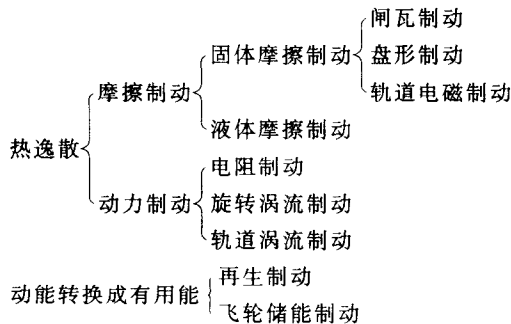 闸瓦制动
固体摩擦制动 盘形制动
摩擦制动 轨道电磁制动
液体摩擦制动
热逸散
电阻制动
动力制动 旋转涡流制动
轨道涡流制动
再生制动
动能转换成有用能
飞轮储能制动